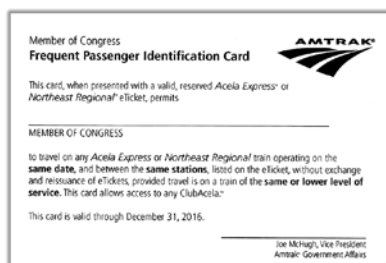 Member of Congress
Frequent Passenger Identification Card
AMTRAK®
This card, when presented with a valid, reserved Acela Express® or
Northeast Regional® eTicket, permits
MEMBER OF CONGRESS
to travel on any Acela Express or Northeast Regional train operating on the
same date, and between the same stations, listed on the eTicket, without exchange
and reissuance of eTickets, provided travel is on a train of the same or lower level of
service. This card allows access to any ClubAcela.®
This card is valid through December 31, 2016.
Joe McHugh, Vice President
Amtrak Government Affairs